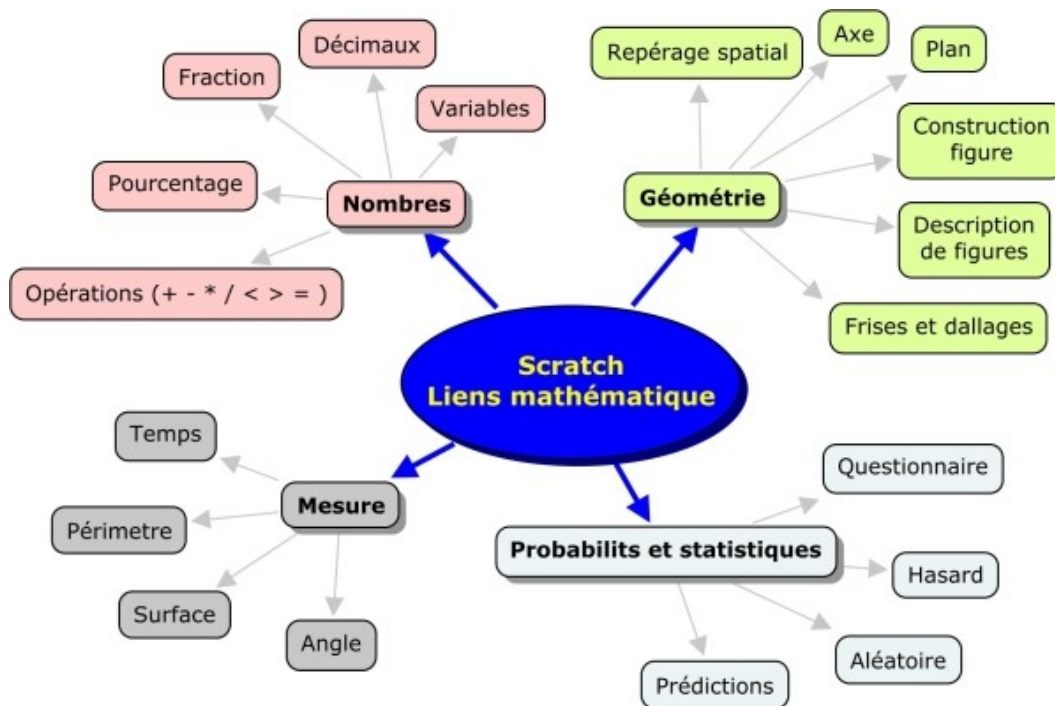 Décimaux
Fraction
Variables
Pourcentage
Nombres
Opérations (+ - * / < > = )
Repérage spatial
Axe
Plan
Construction
figure
Géométrie
Description
de figures
Frises et dallages
Scratch
Liens mathématique
Temps
Mesure
Périmetre
Surface
Angle
Questionnaire
Probabilits et statistiques
Hasard
Aléatoire
Prédictions